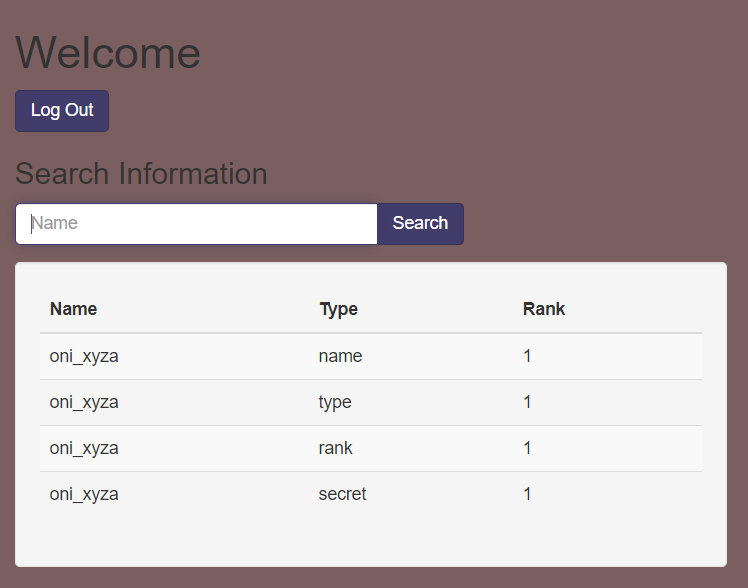 Welcome
Log Out
Search Information
Name
Search
Name Type Rank
oni_xyza name 1
oni_xyza type 1
oni_xyza rank 1
oni_xyza secret 1